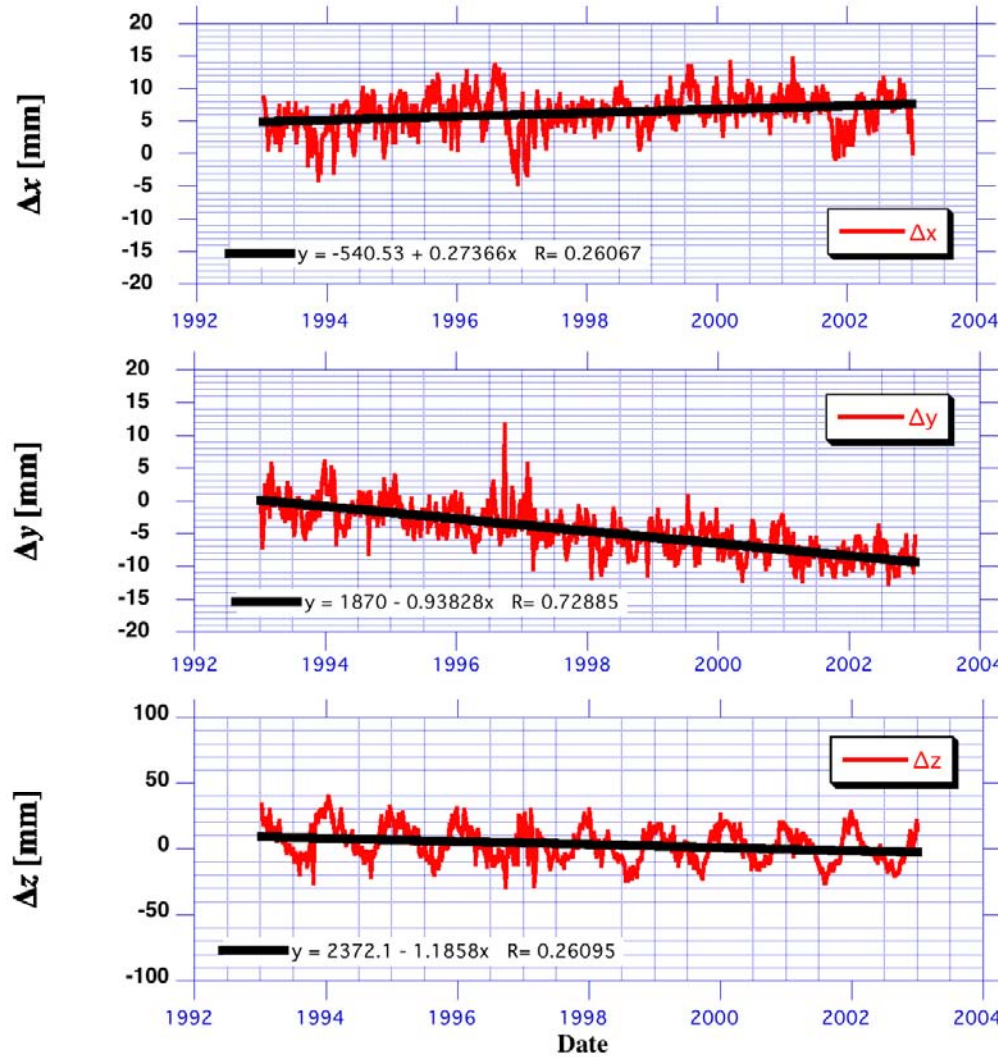 20
15
10
5
0
-5
-10
-15
-20
Δx [mm]
Δx
y = -540.53 + 0.27366x R= 0.26067
1992 1994 1996 1998 2000 2002 2004
20
15
10
5
0
-5
-10
-15
-20
Δy [mm]
Δy
y = 1870 - 0.93828x R= 0.72885
1992 1994 1996 1998 2000 2002 2004
100
50
0
-50
-100
Δz [mm]
Δz
y = 2372.1 - 1.1858x R= 0.26095
1992 1994 1996 1998 2000 2002 2004
Date